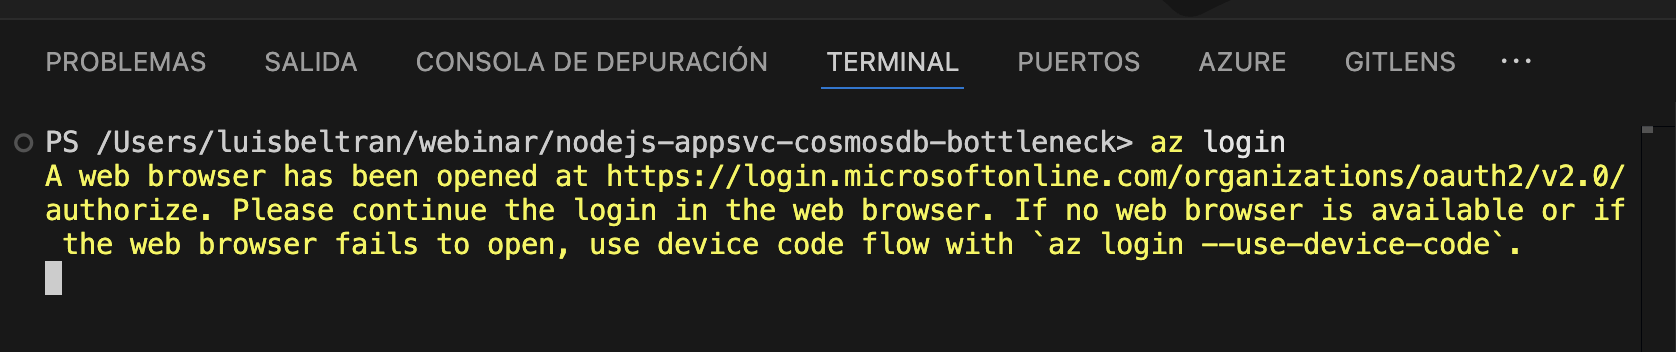 PROBLEMAS SALIDA CONSOLA DE DEPURACIÓN TERMINAL PUERTOS AZURE GITLENS ...
PS /Users/luisbeltran/webinar/nodejs-appsvc-cosmosdb-bottleneck> az login
A web browser has been opened at https://login.microsoftonline.com/organizations/oauth2/v2.0/
authorize. Please continue the login in the web browser. If no web browser is available or if
the web browser fails to open, use device code flow with `az login --use-device-code`.